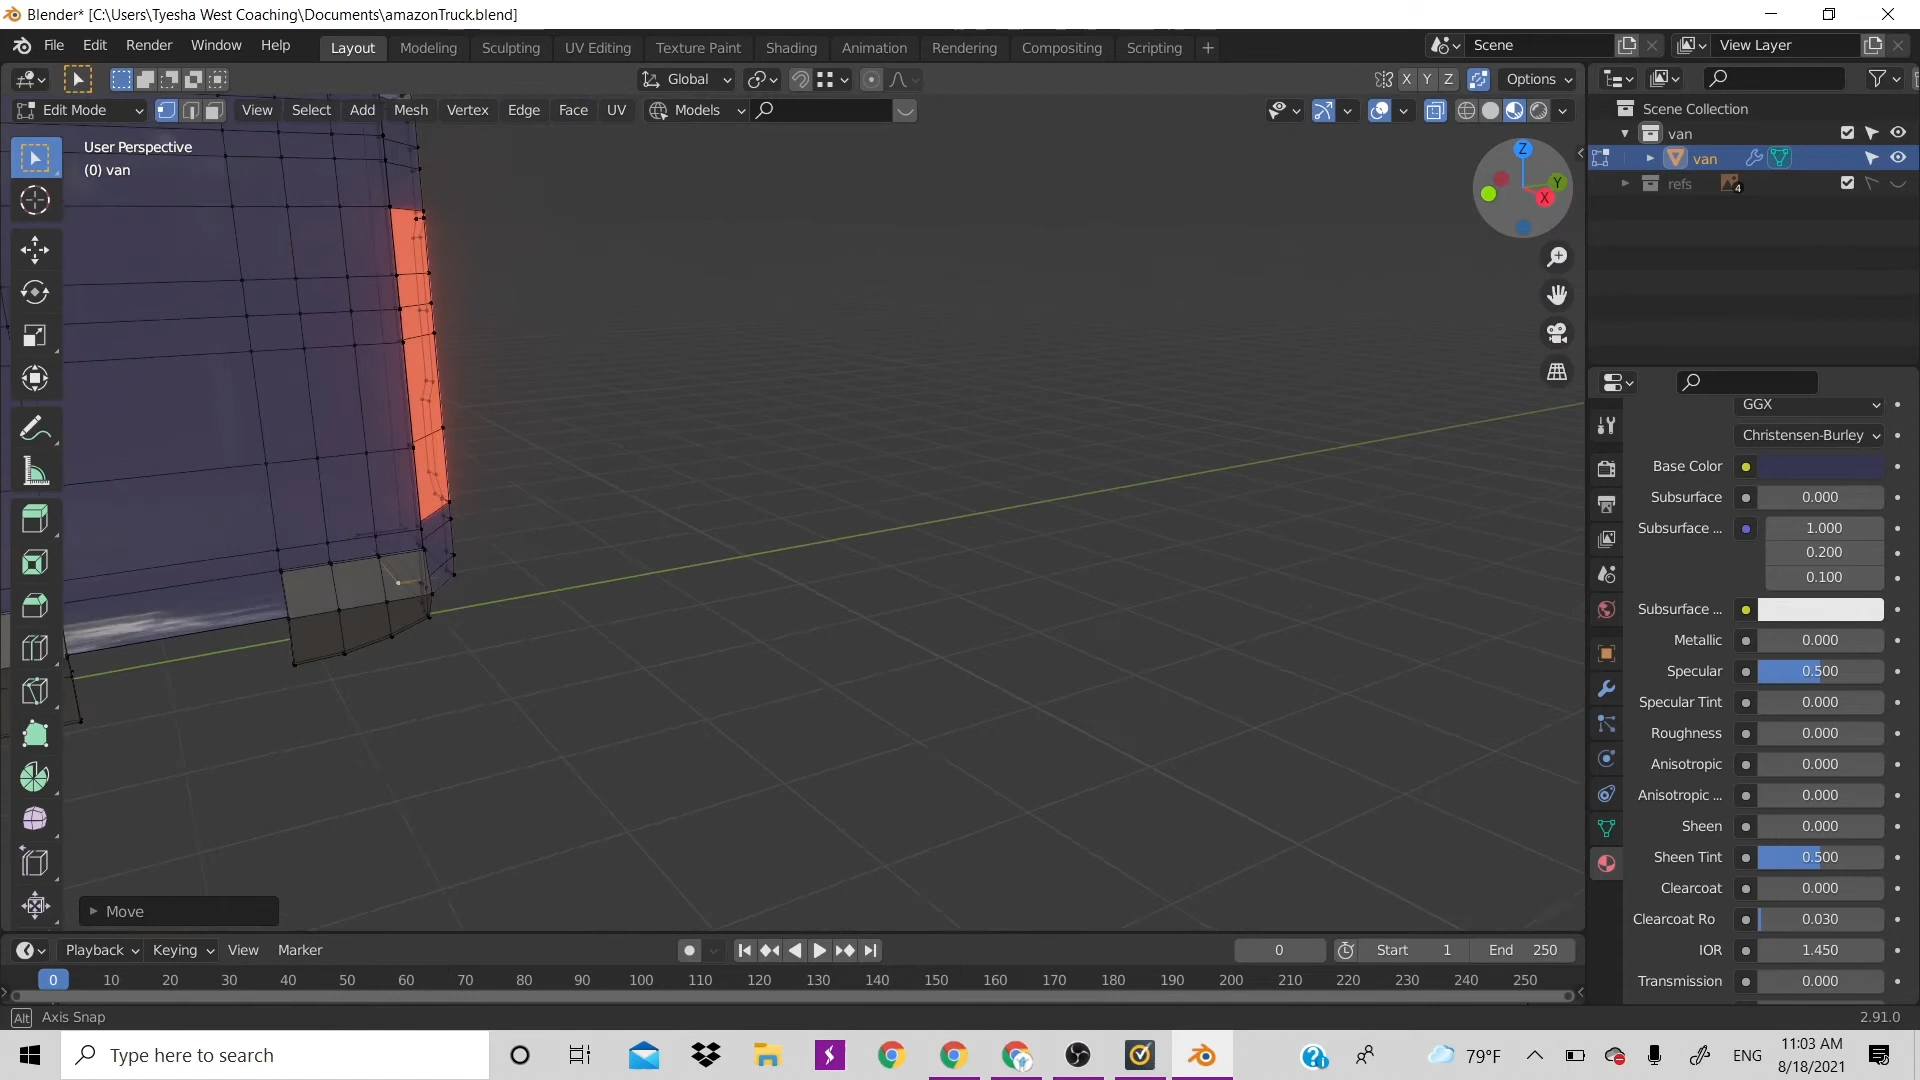 Blender* [C:\Users\Tyesha West Coaching\Documents\amazonTruck.blend]
File Edit Render Window Help Layout Modeling Sculpting UV Editing Texture Paint Shading Animation Rendering Compositing Scripting + Scene View Layer
Global X Y Z Options
Edit Mode View Select Add Mesh Vertex Edge Face UV Models
Scene Collection
van
van
refs 4
User Perspective
(0) van
Z
Y
X
GGX
Christensen-Burley
Base Color
Subsurface 0.000
Subsurface ... 1.000
0.200
0.100
Subsurface ...
Metallic 0.000
Specular 0.500
Specular Tint 0.000
Roughness 0.000
Anisotropic 0.000
Anisotropic ... 0.000
Sheen 0.000
Sheen Tint 0.500
Clearcoat 0.000
Clearcoat Ro 0.030
IOR 1.450
Transmission 0.000
Move
Playback Keying View Marker 0 Start 1 End 250
0 10 20 30 40 50 60 70 80 90 100 110 120 130 140 150 160 170 180 190 200 210 220 230 240 250
Alt Axis Snap 2.91.0
Type here to search 79°F ENG 11:03 AM
8/18/2021